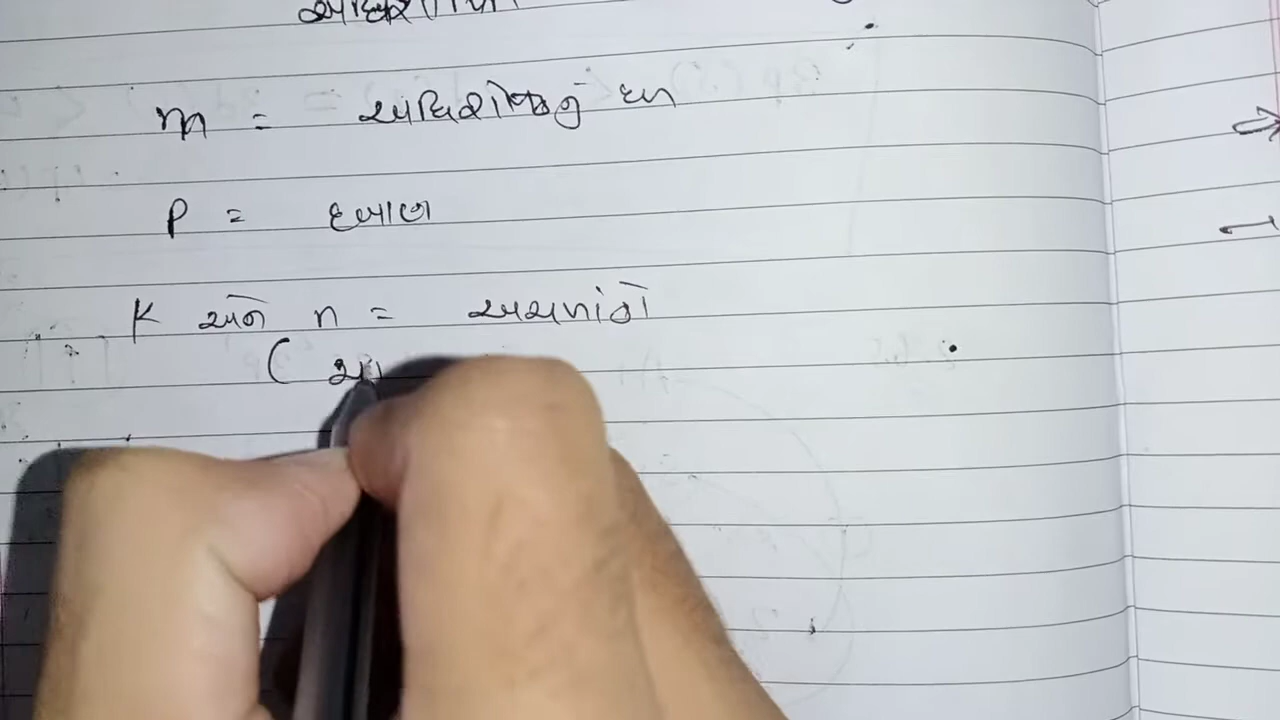 m = અધિશોષકનું દળ
P = દબાણ
K અને n = અચળાંકો
(